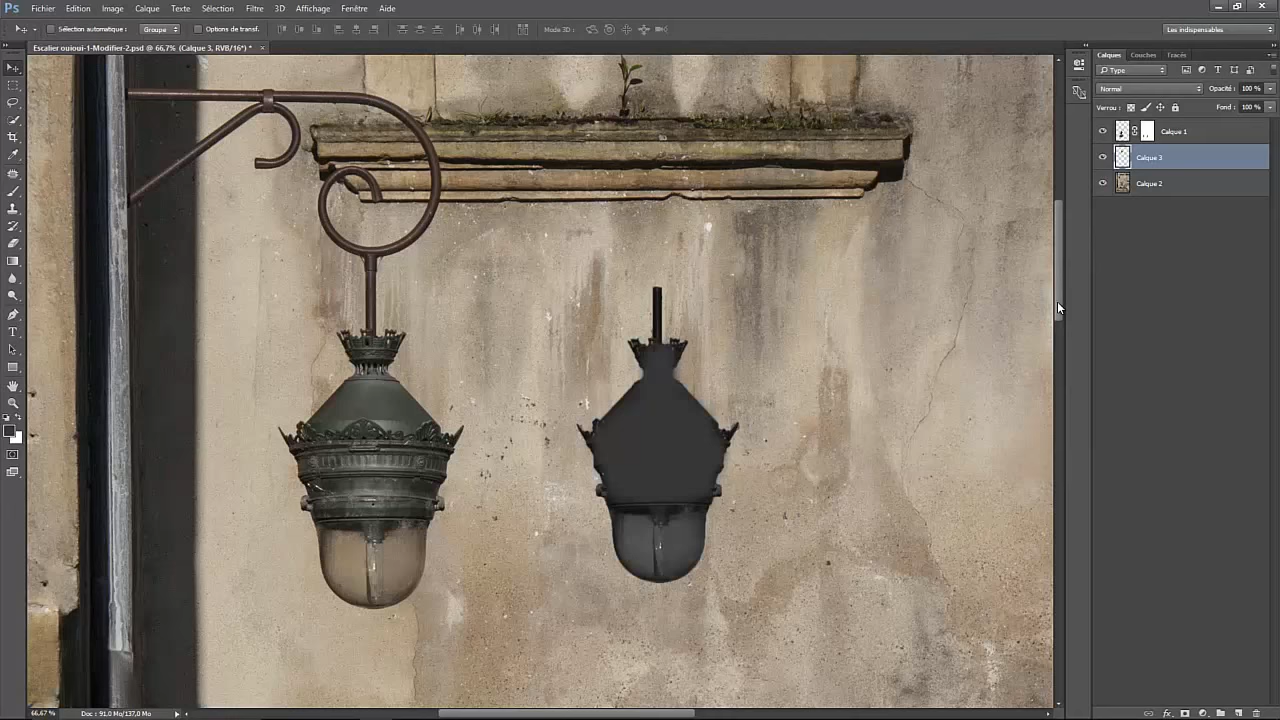 Ps Fichier Edition Image Calque Texte Sélection Filtre 3D Affichage Fenêtre Aide
Sélection automatique : Groupe Options de transf. Mode 3D : Les indispensables
Escalier ouioui-1-Modifier-2.psd @ 66,7% (Calque 3, RVB/16*) * ×
Calques Couches Tracés
Type
Normal Opacité : 100 %
Verrou : Fond : 100 %
Calque 1
Calque 3
Calque 2
66,67 % Doc : 91,0 Mo/137,0 Mo